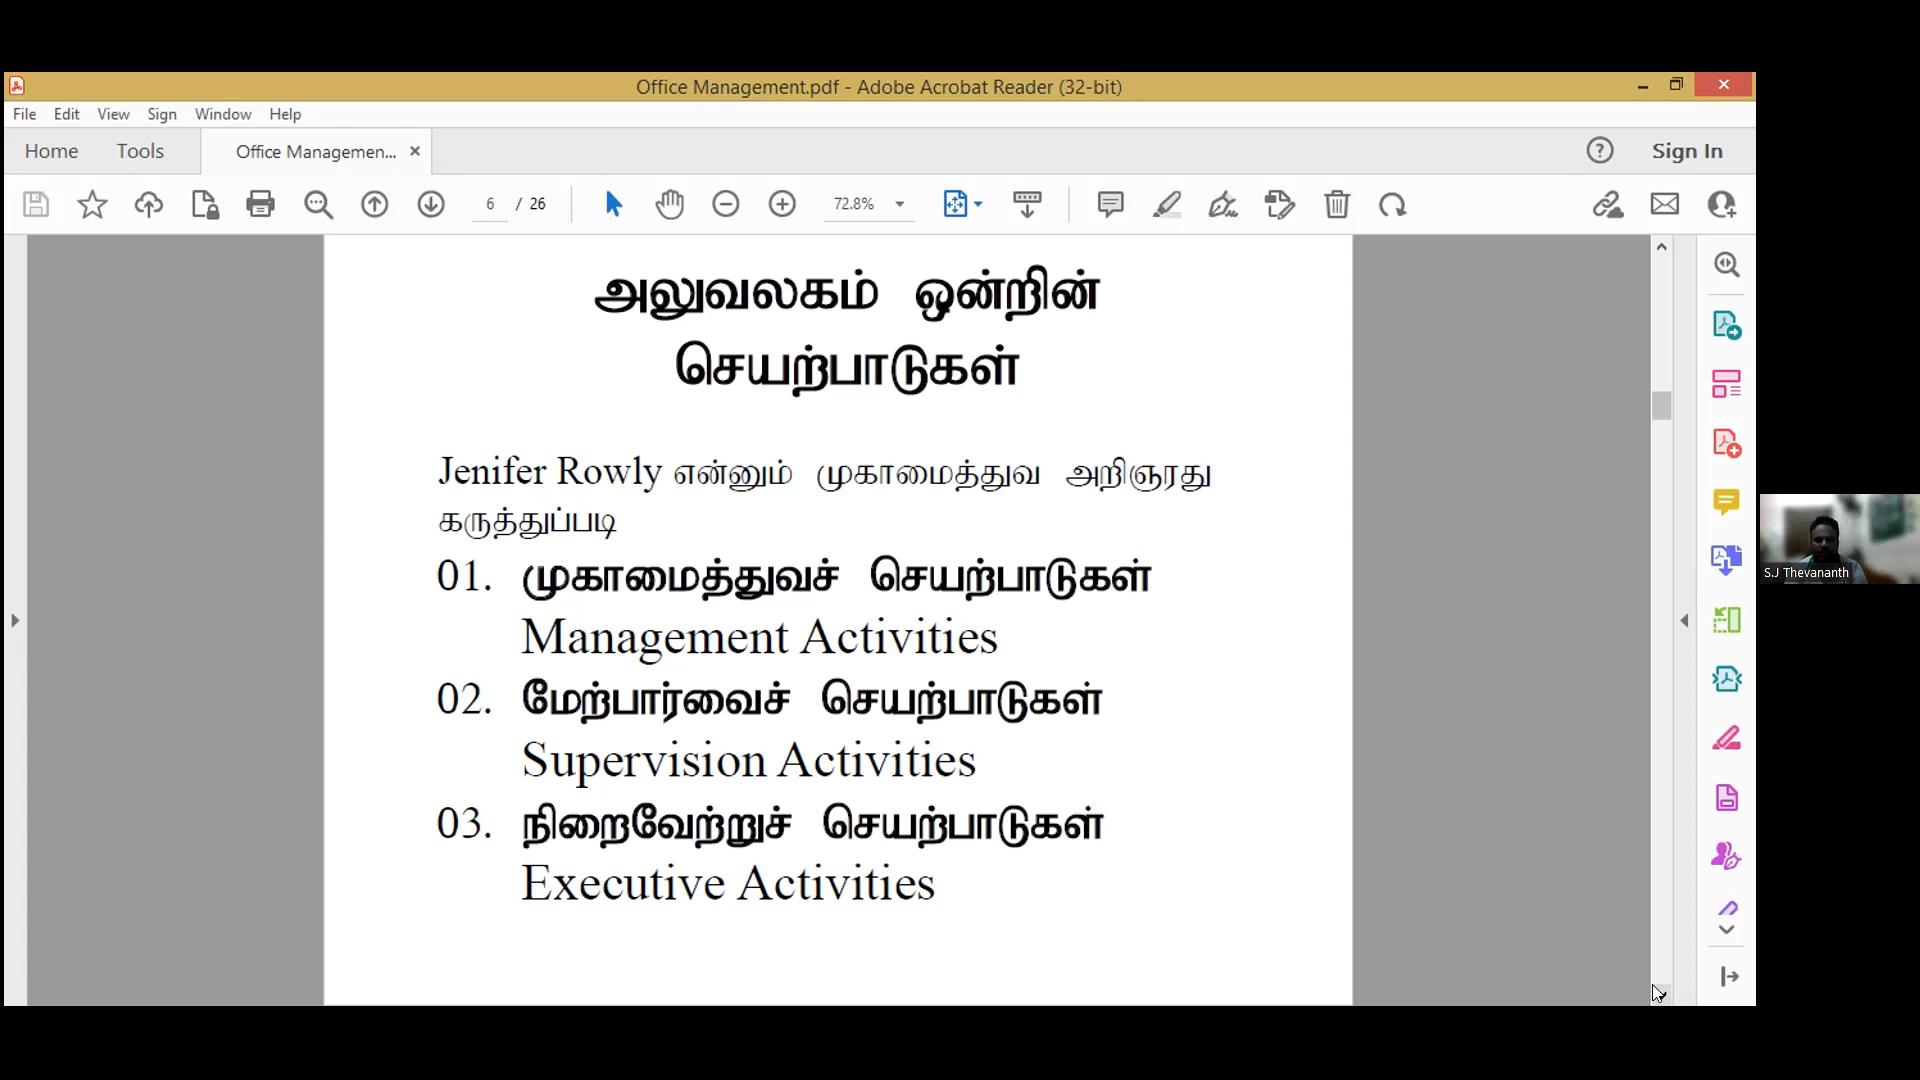 Office Management.pdf - Adobe Acrobat Reader (32-bit)
File Edit View Sign Window Help
Home Tools Office Managemen... Sign In
6 / 26 72.8%
அலுவலகம் ஒன்றின்
செயற்பாடுகள்
Jenifer Rowly என்னும் முகாமைத்துவ அறிஞரது
கருத்துப்படி
01. முகாமைத்துவச் செயற்பாடுகள்
Management Activities
02. மேற்பார்வைச் செயற்பாடுகள்
Supervision Activities
03. நிறைவேற்றுச் செயற்பாடுகள்
Executive Activities
S.J Thevananth